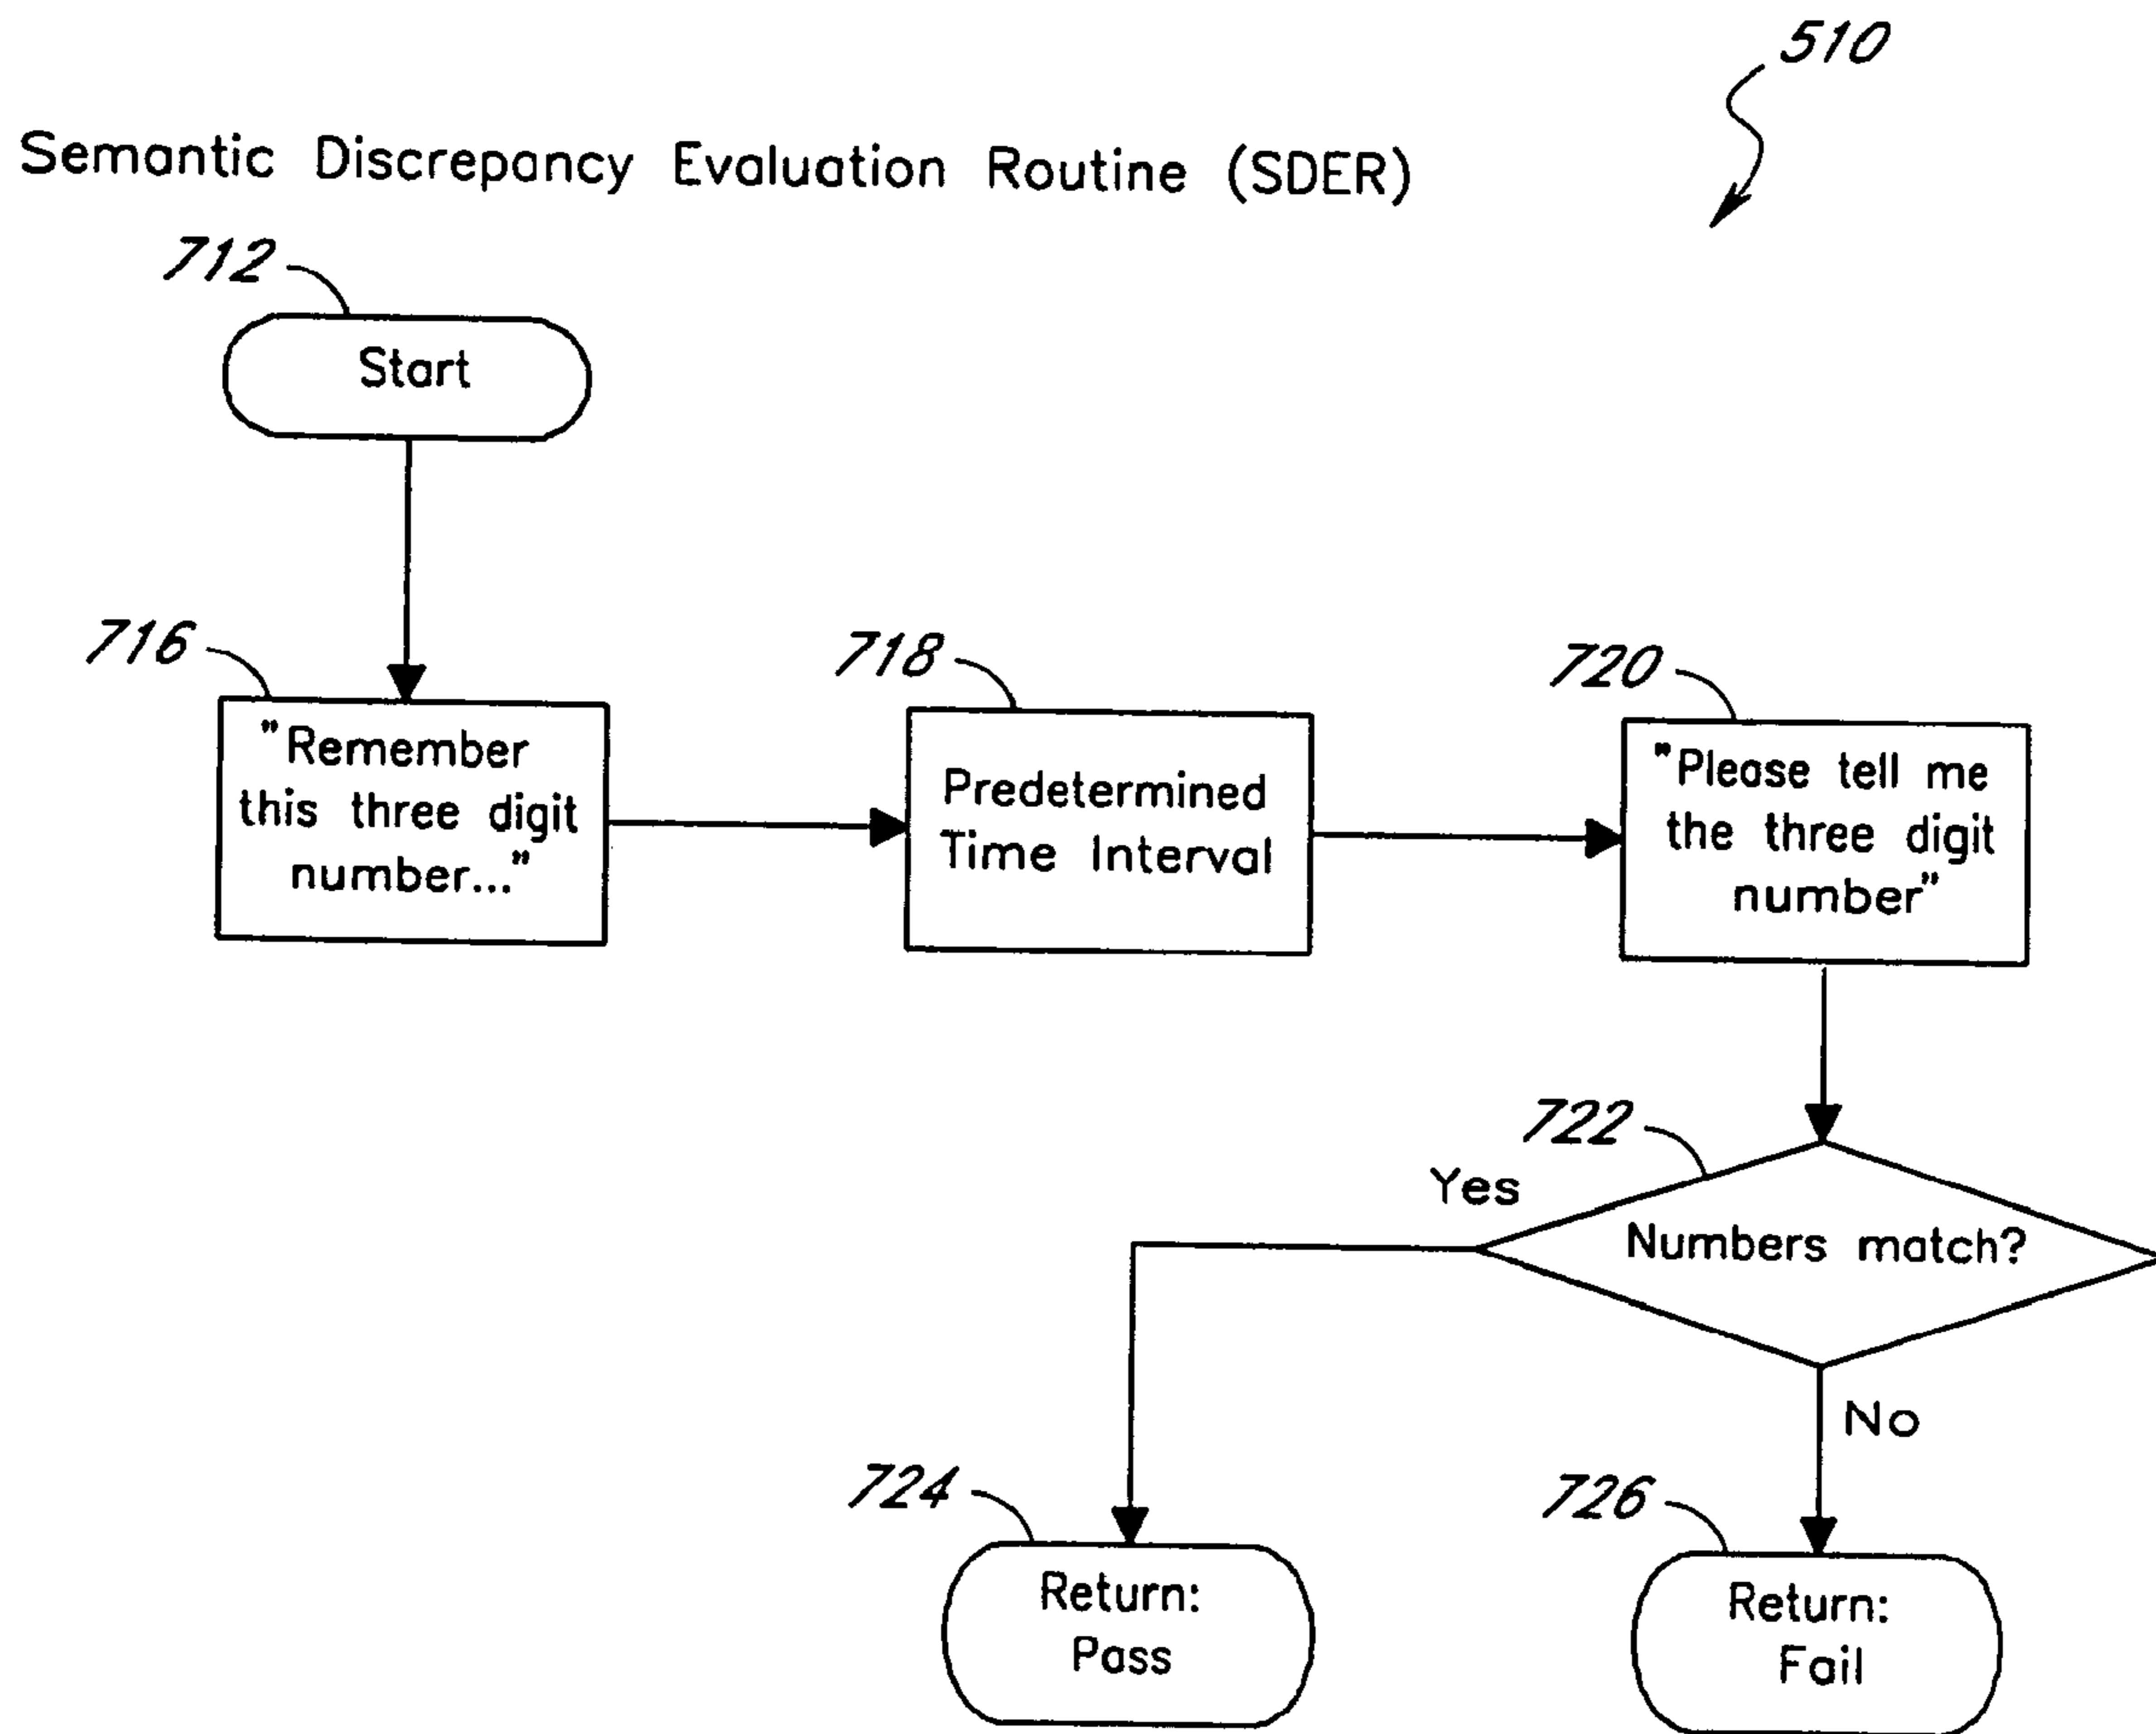 510
Semantic Discrepancy Evaluation Routine (SDER)
712
Start
716
"Remember
this three digit
number..."
718
Predetermined
Time Interval
720
"Please tell me
the three digit
number"
722
Yes
Numbers match?
No
724
Return:
Pass
726
Return:
Fail